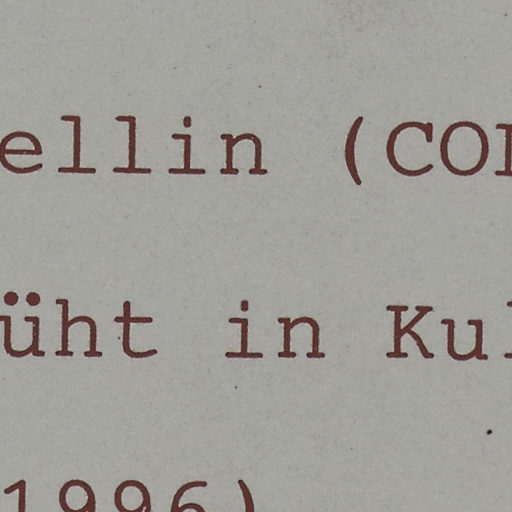 ellin (CO
üht in Ku
1996)